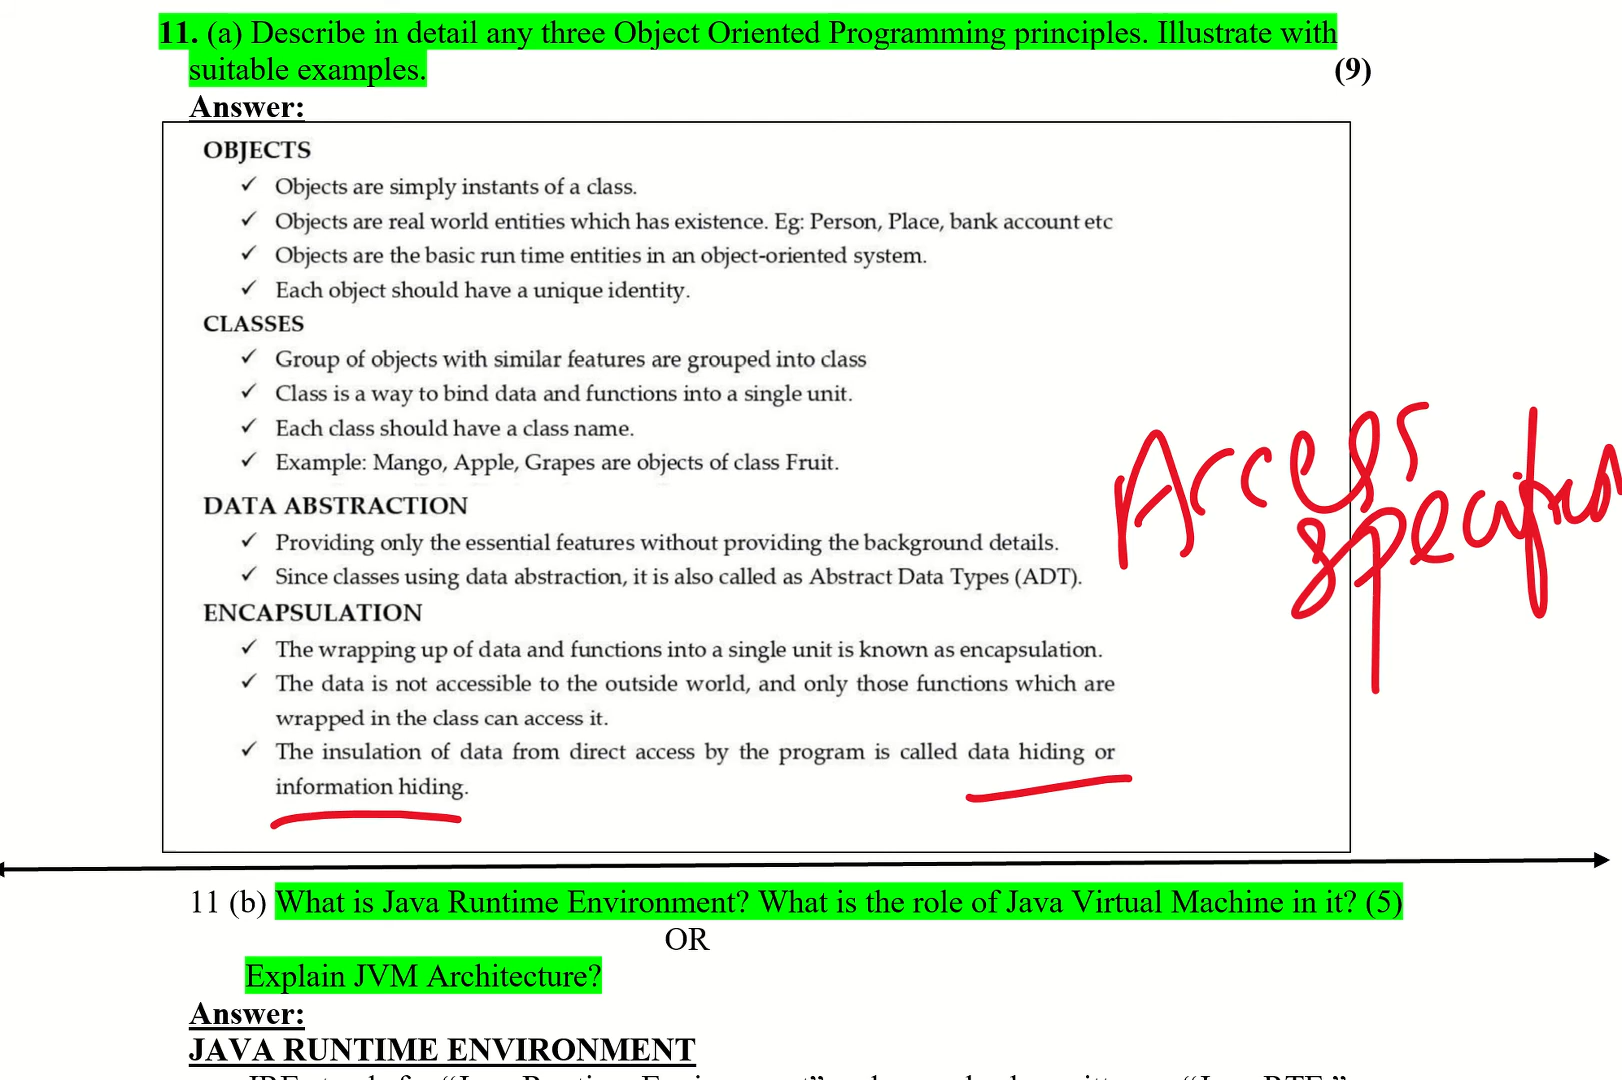 11. (a) Describe in detail any three Object Oriented Programming principles. Illustrate with
suitable examples. (9)
Answer:
OBJECTS
✓ Objects are simply instants of a class.
✓ Objects are real world entities which has existence. Eg: Person, Place, bank account etc
✓ Objects are the basic run time entities in an object-oriented system.
✓ Each object should have a unique identity.
CLASSES
✓ Group of objects with similar features are grouped into class
✓ Class is a way to bind data and functions into a single unit.
✓ Each class should have a class name.
✓ Example: Mango, Apple, Grapes are objects of class Fruit.
DATA ABSTRACTION
✓ Providing only the essential features without providing the background details.
✓ Since classes using data abstraction, it is also called as Abstract Data Types (ADT).
ENCAPSULATION
✓ The wrapping up of data and functions into a single unit is known as encapsulation.
✓ The data is not accessible to the outside world, and only those functions which are
wrapped in the class can access it.
✓ The insulation of data from direct access by the program is called data hiding or
information hiding.
Access
11 (b) What is Java Runtime Environment? What is the role of Java Virtual Machine in it? (5)
OR
Explain JVM Architecture?
Answer:
JAVA RUNTIME ENVIRONMENT